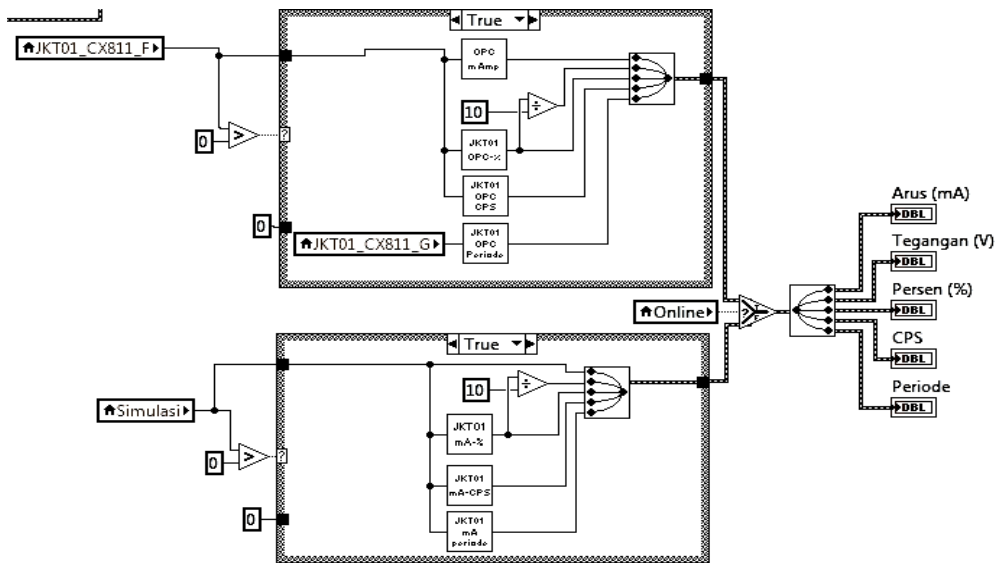 True
JKT01_CX811_F
OPC
mAmp
10
0
>
?
÷
JKT01
OPC-%
JKT01
OPC
CPS
0
JKT01_CX811_G
JKT01
OPC
Periode
Arus (mA)
DBL
Tegangan (V)
DBL
Persen (%)
DBL
CPS
DBL
Periode
DBL
Online
?
T
F
True
10
÷
Simulasi
JKT01
mA-%
0
>
?
JKT01
mA-CPS
0
JKT01
mA
periode